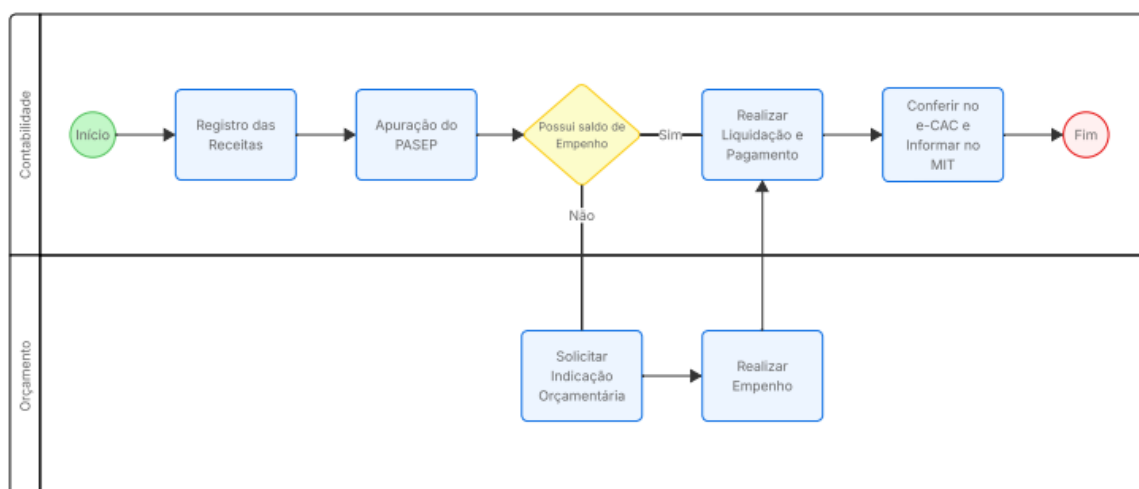 Contabilidade
Início
Registro das
Receitas
Apuração do
PASEP
Possui saldo de
Empenho
Sim
Não
Realizar
Liquidação e
Pagamento
Conferir no
e-CAC e
Informar no
MIT
Fim
Orçamento
Solicitar
Indicação
Orçamentária
Realizar
Empenho